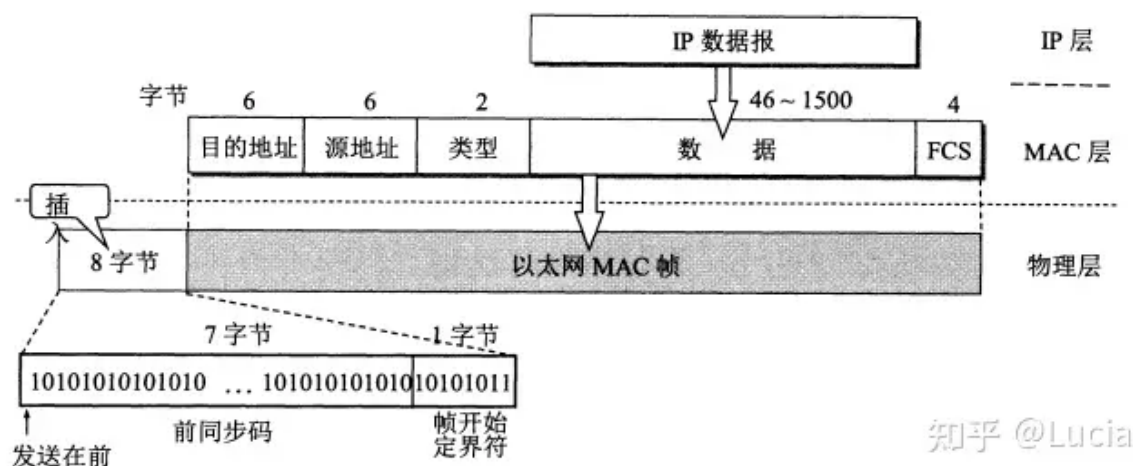 IP 数据报
IP 层
字节
6
6
2
46～1500
4
目的地址
源地址
类型
数 据
FCS
MAC 层
插
入
8 字节
以太网 MAC 帧
物理层
7 字节
1 字节
10101010101010 … 101010101010
10101011
前同步码
帧开始
定界符
发送在前
知乎 @Lucia